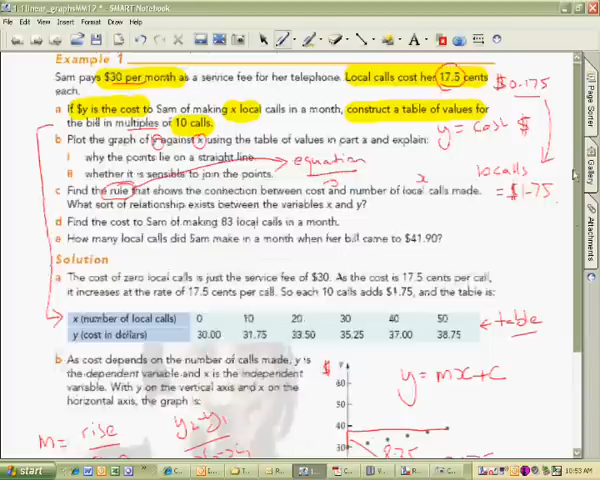 1.1linear_graphsMM17 * - SMART Notebook
File Edit View Insert Format Draw Help
Example 1
Sam pays $30 per month as a service fee for her telephone. Local calls cost her 17.5 cents
each.
$0.175
a If $y is the cost to Sam of making x local calls in a month, construct a table of values for
the bill in multiples of 10 calls.
y = cost $
b Plot the graph of y against x using the table of values in part a and explain:
i why the points lie on a straight line
equation
ii whether it is sensible to join the points.
10 calls
x
c Find the rule that shows the connection between cost and number of local calls made.
= $1.75
What sort of relationship exists between the variables x and y?
d Find the cost to Sam of making 83 local calls in a month.
e How many local calls did Sam make in a month when her bill came to $41.90?
Solution
a The cost of zero local calls is just the service fee of $30. As the cost is 17.5 cents per call,
it increases at the rate of 17.5 cents per call. So each 10 calls adds $1.75, and the table is:
x (number of local calls) 0 10 20 30 40 50
y (cost in dollars) 30.00 31.75 33.50 35.25 37.00 38.75
table
b As cost depends on the number of calls made, y is
the dependent variable and x is the independent
variable. With y on the vertical axis and x on the
horizontal axis, the graph is:
$ y
60
50
40
y = mx + c
m = rise
y2 - y1
8.75
Page Sorter
Gallery
Attachments
start
10:53 AM